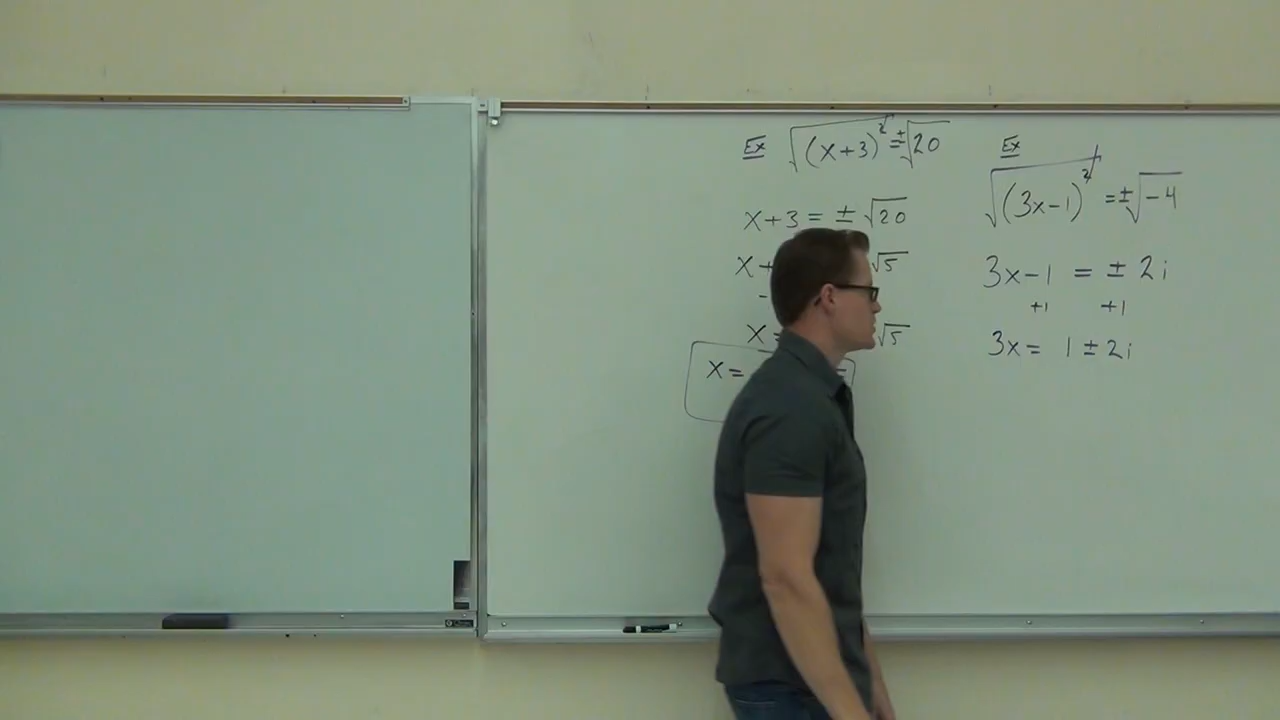 Ex √(x+3)² = ±√20
x+3 = ± √20
x+ √5
-
x= √5
x=
Ex
√(3x-1)² = ±√-4
3x-1 = ± 2i
+1 +1
3x = 1 ± 2i